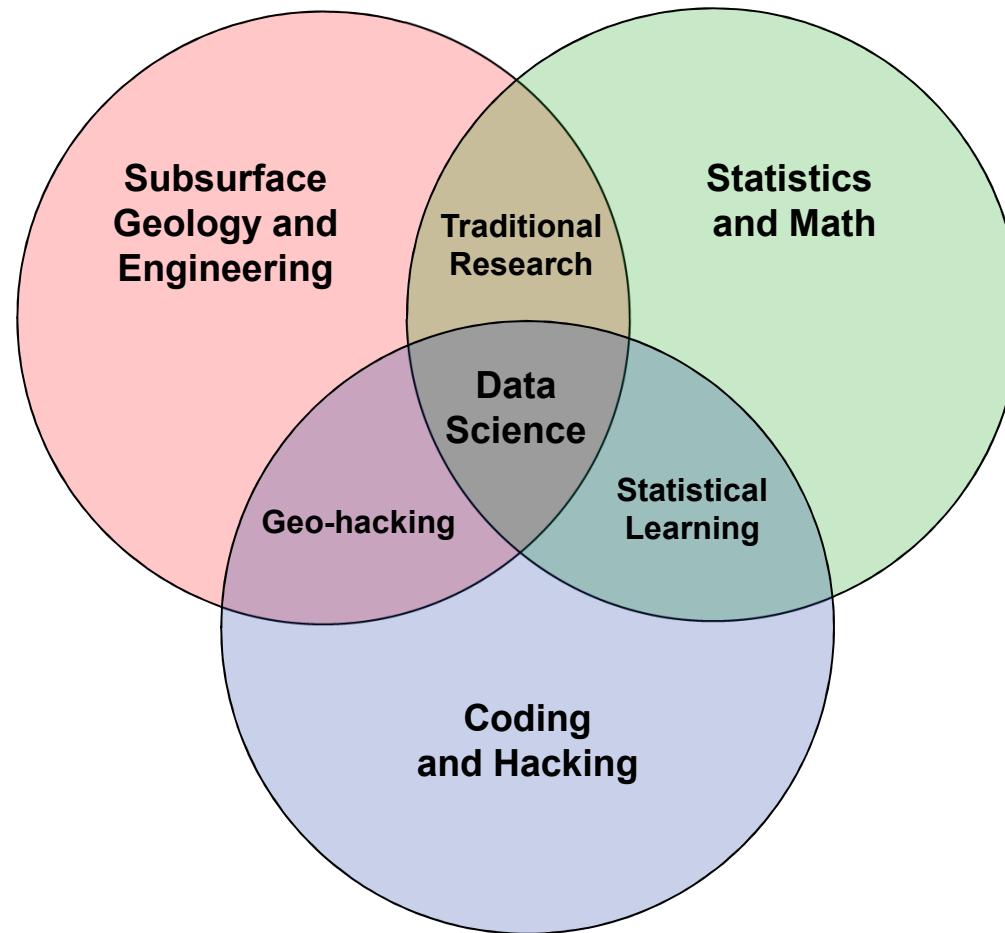 Subsurface
Geology and
Engineering
Statistics
and Math
Traditional
Research
Data
Science
Geo-hacking
Statistical
Learning
Coding
and Hacking